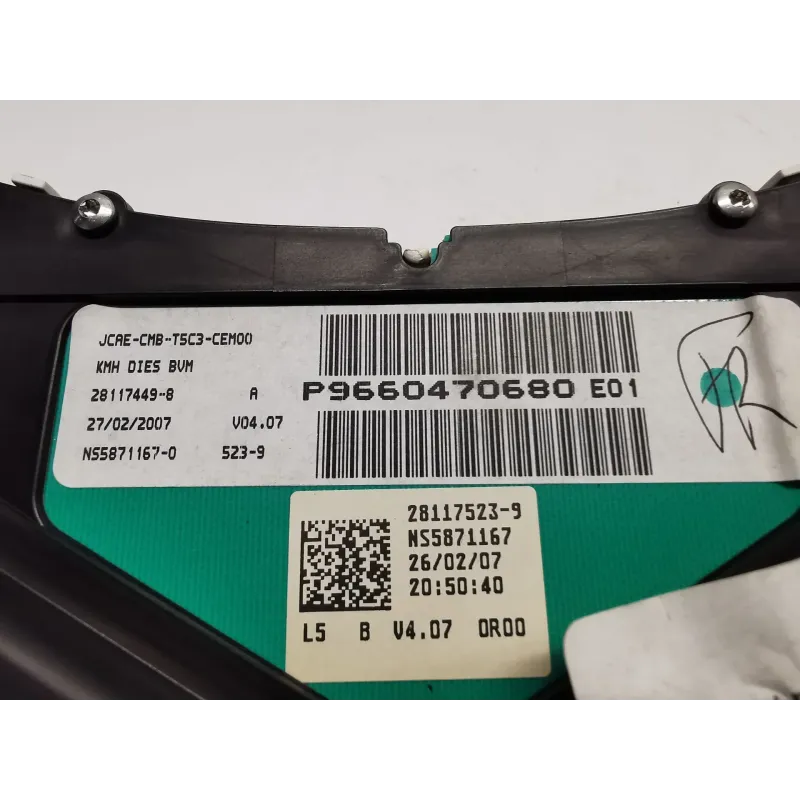 JCAE-CMB-T5C3-CEM00
KMH DIES BVM
28117449-8 A
27/02/2007 V04.07
NS5871167-0 523-9
P9660470680 E01
28117523-9
NS5871167
26/02/07
20:50:40
L5 B V4.07 0R00